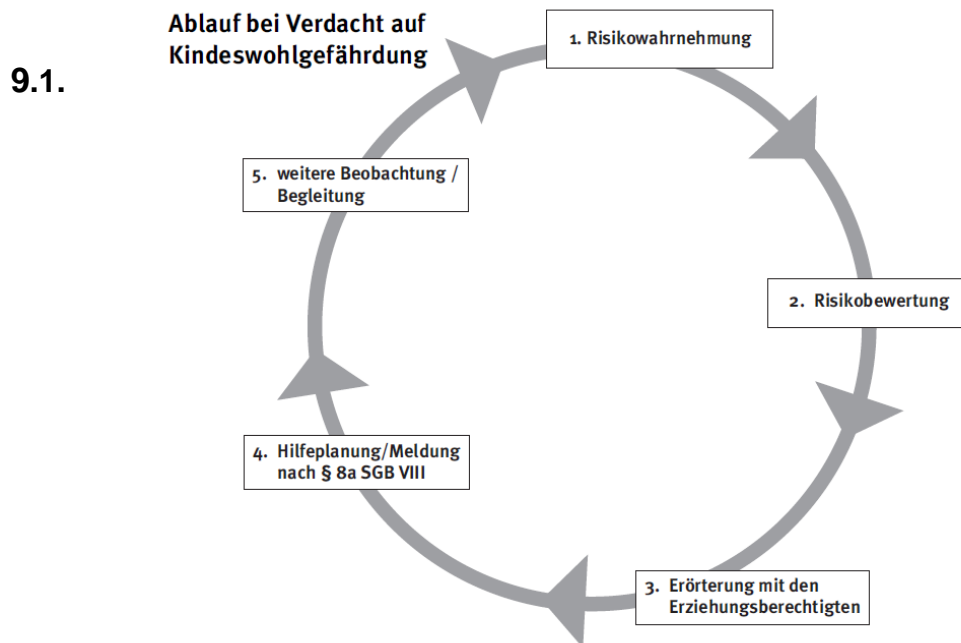 9.1.
Ablauf bei Verdacht auf
Kindeswohlgefährdung
1. Risikowahrnehmung
2. Risikobewertung
3. Erörterung mit den
Erziehungsberechtigten
4. Hilfeplanung/Meldung
nach § 8a SGB VIII
5. weitere Beobachtung /
Begleitung